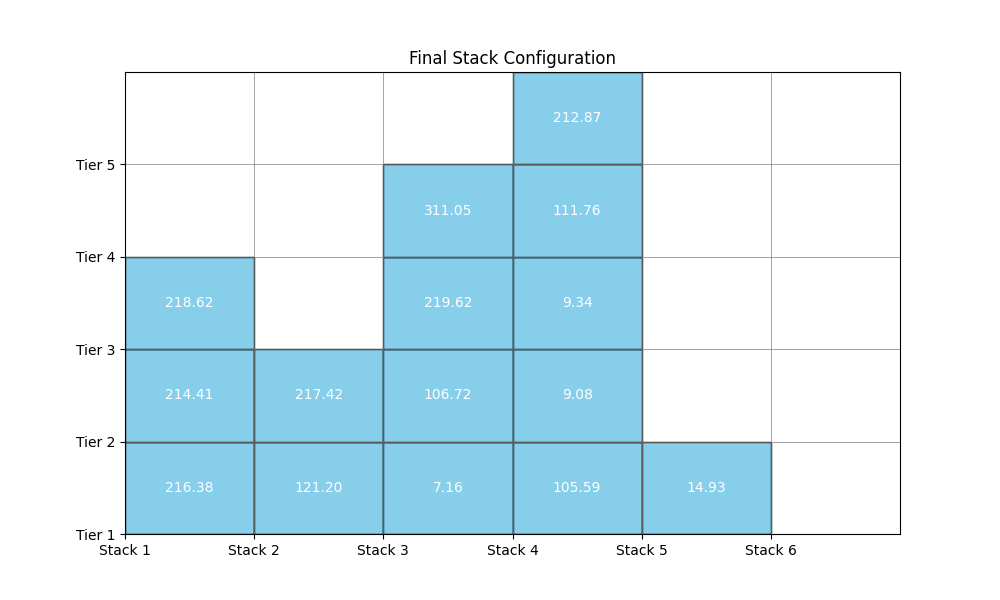 Final Stack Configuration
212.87
Tier 5
311.05 111.76
Tier 4
218.62 219.62 9.34
Tier 3
214.41 217.42 106.72 9.08
Tier 2
216.38 121.20 7.16 105.59 14.93
Tier 1
Stack 1 Stack 2 Stack 3 Stack 4 Stack 5 Stack 6